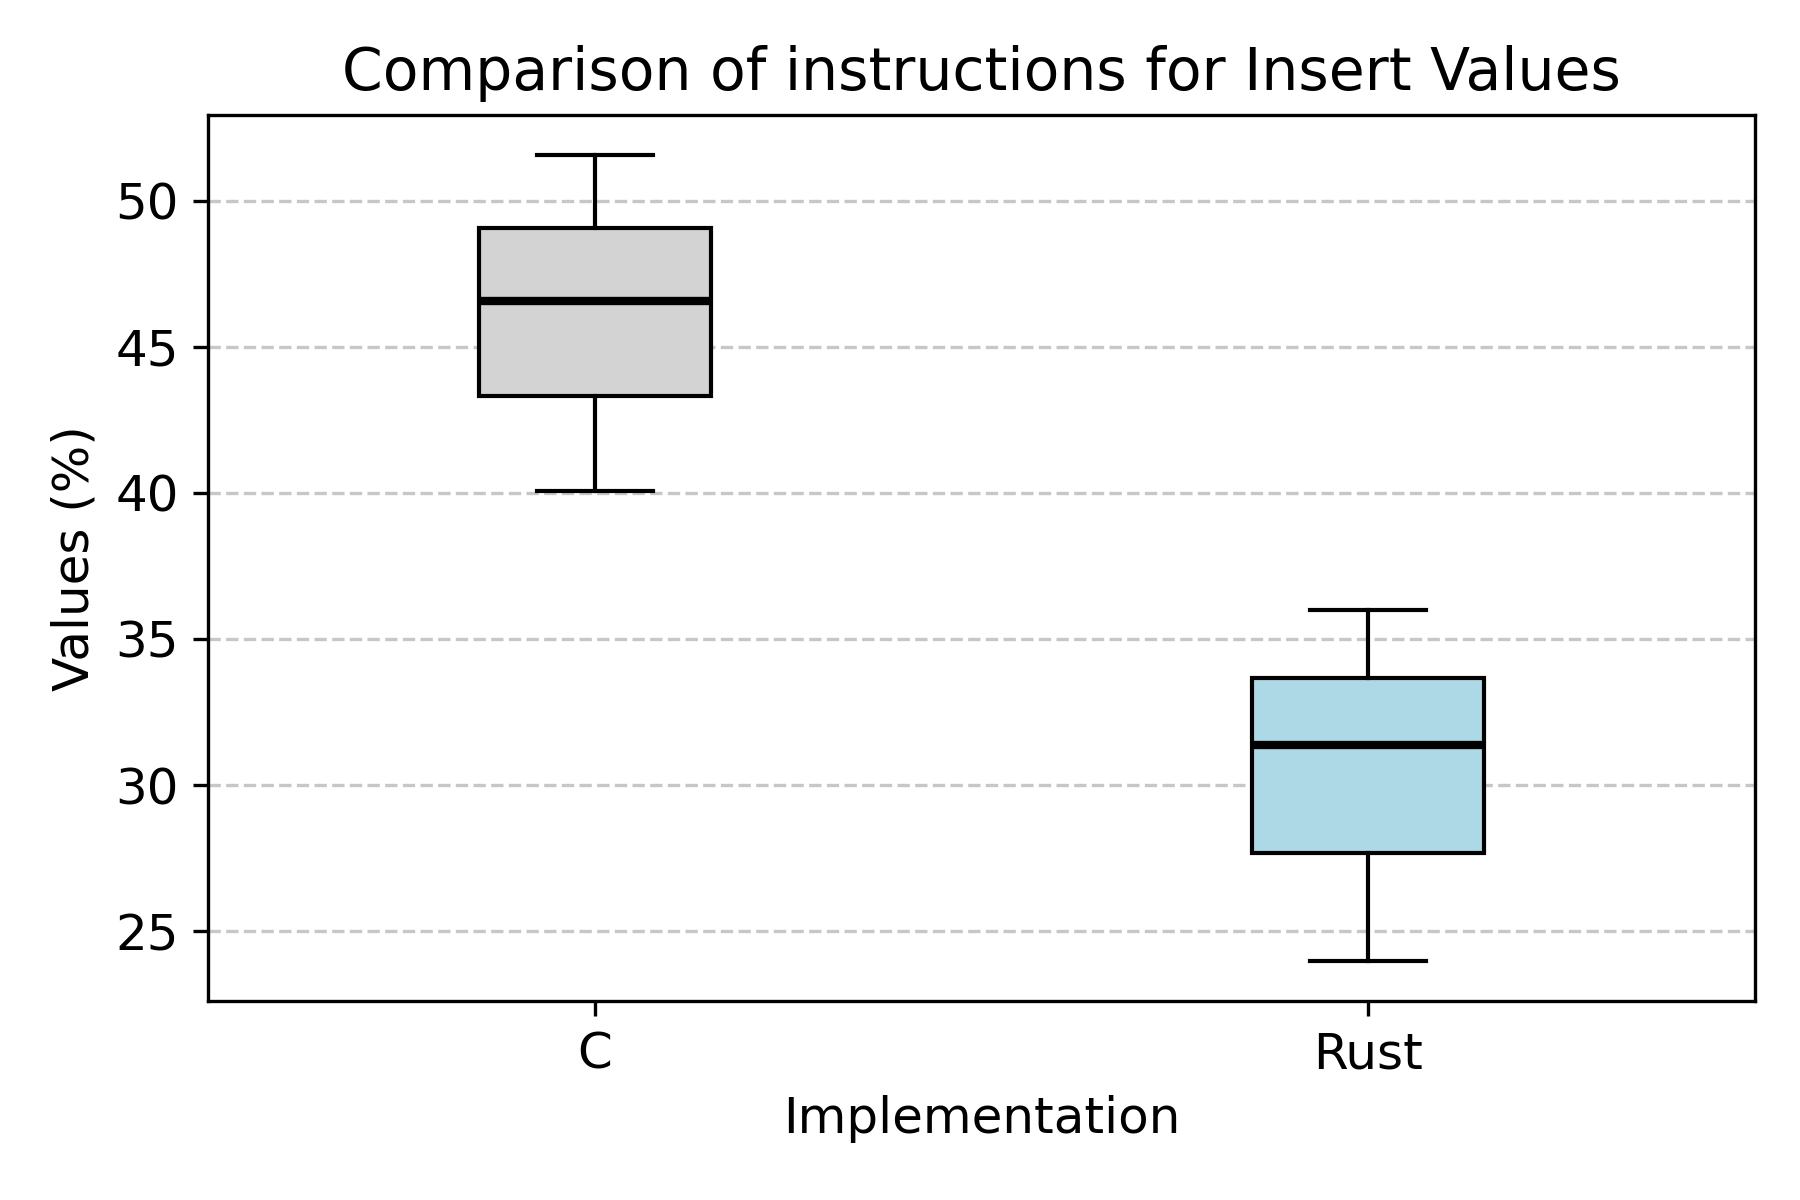 Comparison of instructions for Insert Values
Values (%)
50
45
40
35
30
25
C
Rust
Implementation